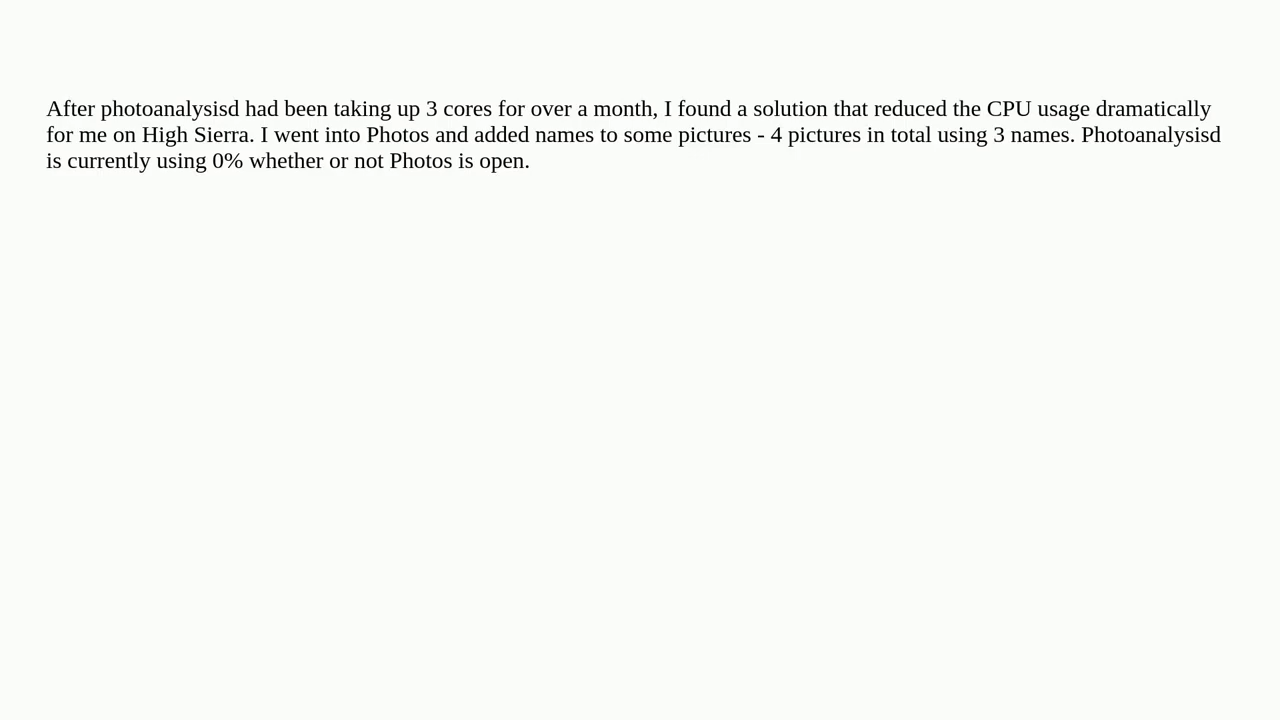 After photoanalysisd had been taking up 3 cores for over a month, I found a solution that reduced the CPU usage dramatically
for me on High Sierra. I went into Photos and added names to some pictures - 4 pictures in total using 3 names. Photoanalysisd
is currently using 0% whether or not Photos is open.